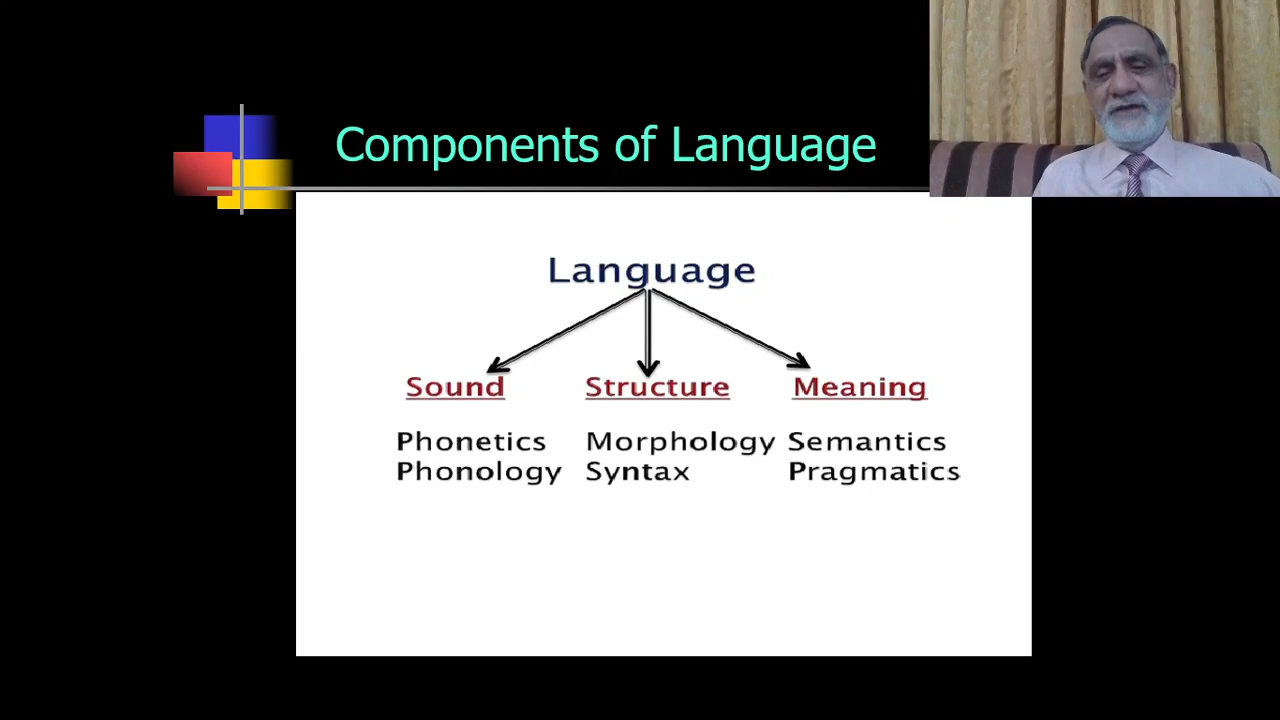 Components of Language
Language
Sound Structure Meaning
Phonetics Morphology Semantics
Phonology Syntax Pragmatics